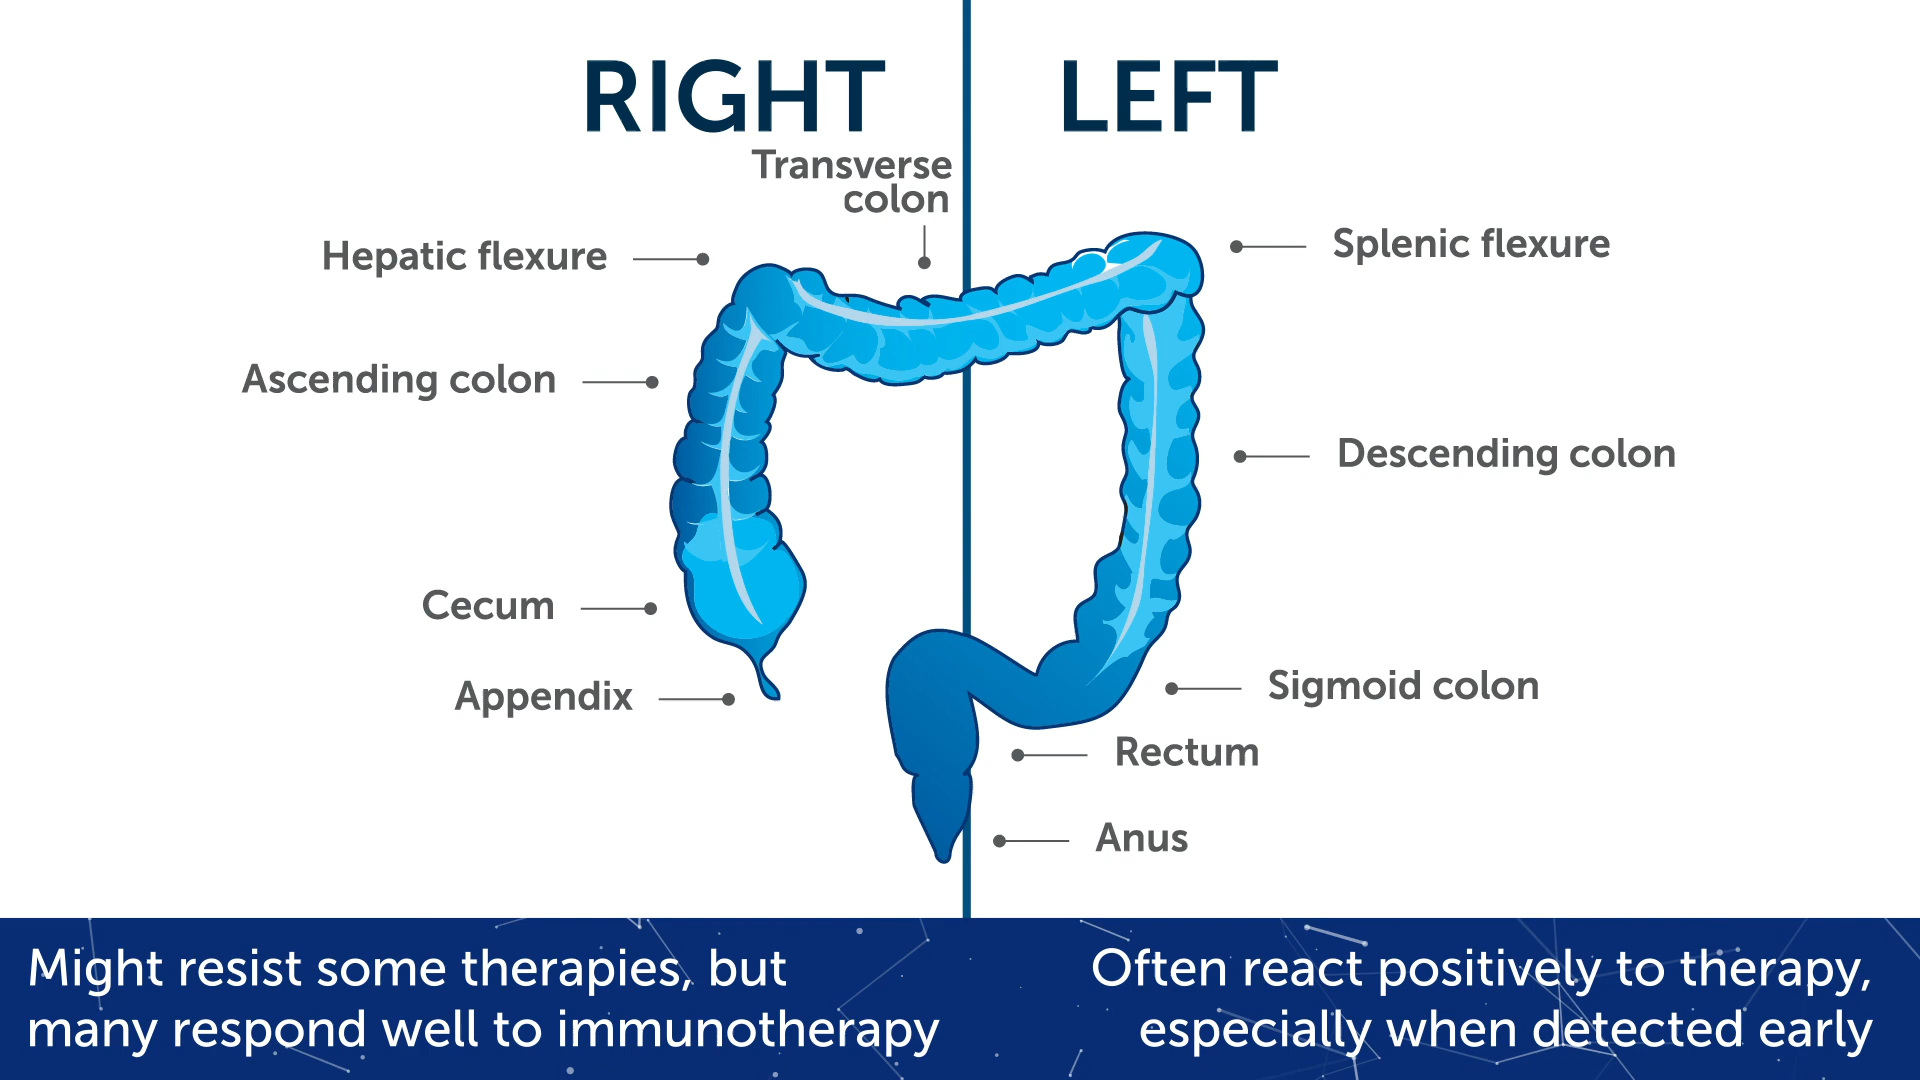 RIGHT
LEFT
Transverse
colon
Hepatic flexure
Splenic flexure
Ascending colon
Descending colon
Cecum
Appendix
Sigmoid colon
Rectum
Anus
Might resist some therapies, but
many respond well to immunotherapy
Often react positively to therapy,
especially when detected early